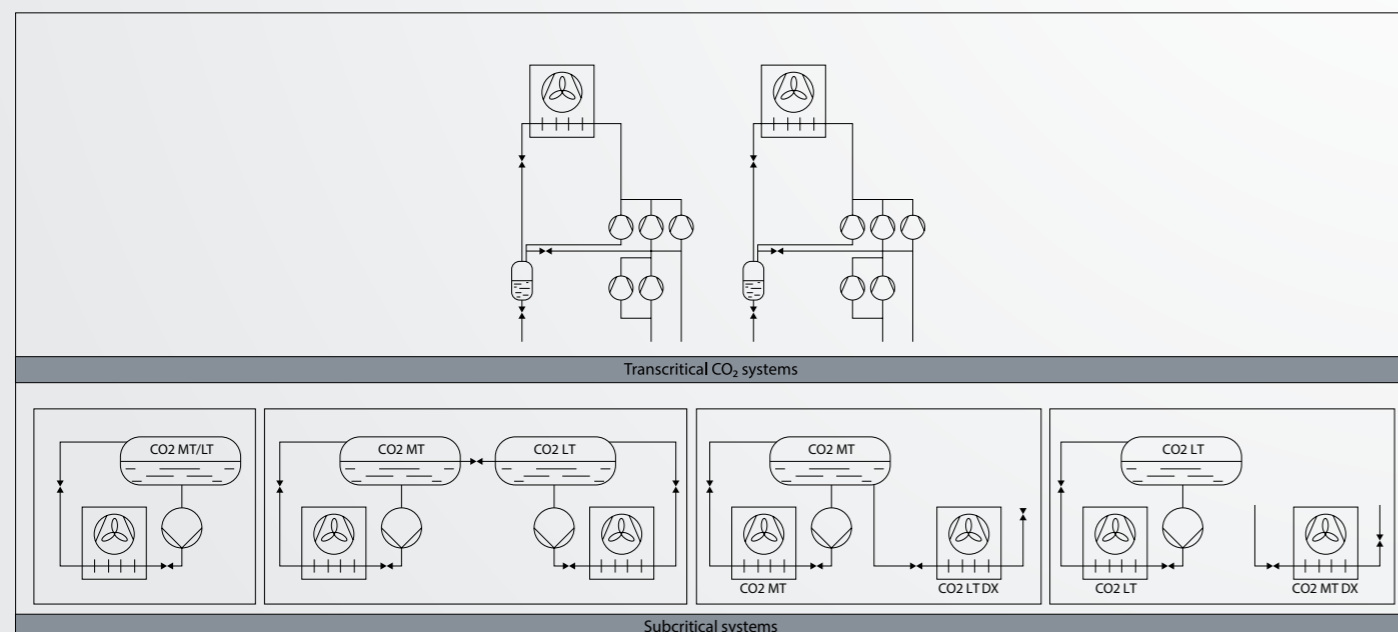 Transcritical CO₂ systems
CO2 MT/LT
CO2 MT
CO2 LT
CO2 MT
CO2 LT
CO2 MT
CO2 LT DX
CO2 LT
CO2 MT DX
Subcritical systems